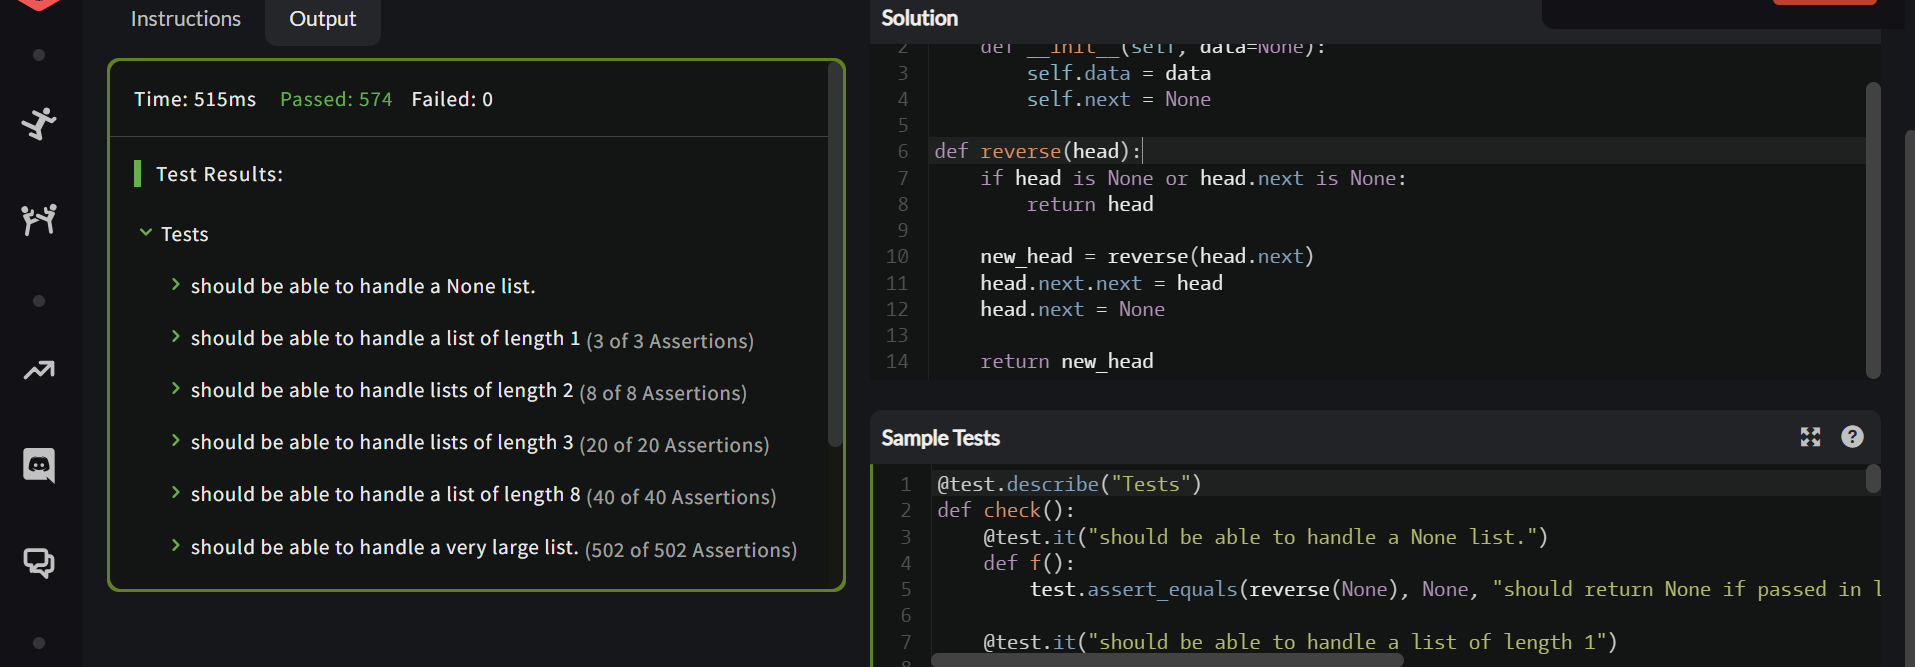 Instructions
Output
Time: 515ms Passed: 574 Failed: 0
Test Results:
Tests
should be able to handle a None list.
should be able to handle a list of length 1 (3 of 3 Assertions)
should be able to handle lists of length 2 (8 of 8 Assertions)
should be able to handle lists of length 3 (20 of 20 Assertions)
should be able to handle a list of length 8 (40 of 40 Assertions)
should be able to handle a very large list. (502 of 502 Assertions)
Solution
2     def __init__(self, data=None):
3         self.data = data
4         self.next = None
5
6 def reverse(head):
7     if head is None or head.next is None:
8         return head
9
10     new_head = reverse(head.next)
11     head.next.next = head
12     head.next = None
13
14     return new_head
Sample Tests
?
1 @test.describe("Tests")
2 def check():
3     @test.it("should be able to handle a None list.")
4     def f():
5         test.assert_equals(reverse(None), None, "should return None if passed in l
6
7     @test.it("should be able to handle a list of length 1")
8